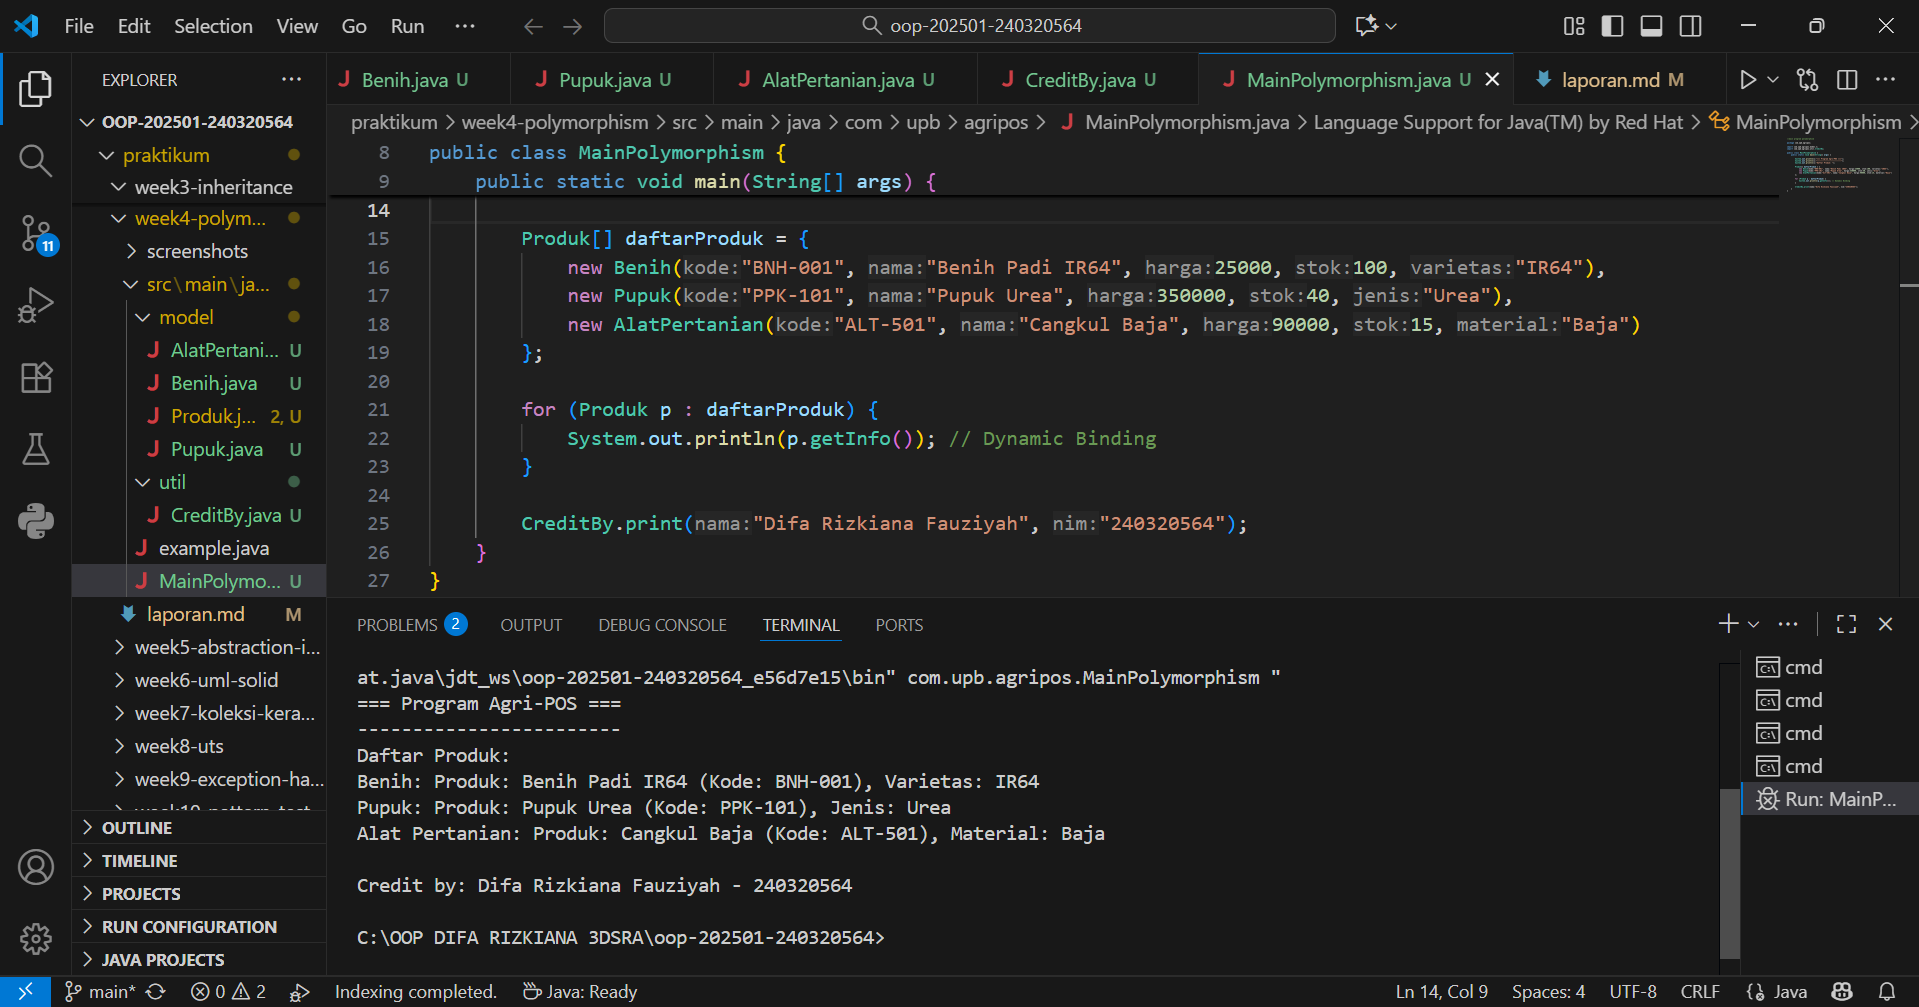 File Edit Selection View Go Run ··· oop-202501-240320564
EXPLORER ···
OOP-202501-240320564
praktikum
week3-inheritance
week4-polym...
screenshots
src\main\ja...
model
AlatPertani... U
Benih.java U
Produk.j... 2, U
Pupuk.java U
util
CreditBy.java U
example.java
MainPolymo... U
laporan.md M
week5-abstraction-i...
week6-uml-solid
week7-koleksi-kera...
week8-uts
week9-exception-ha...
OUTLINE
TIMELINE
PROJECTS
RUN CONFIGURATION
JAVA PROJECTS
11
Benih.java U Pupuk.java U AlatPertanian.java U CreditBy.java U MainPolymorphism.java U laporan.md M
praktikum > week4-polymorphism > src > main > java > com > upb > agripos > MainPolymorphism.java > Language Support for Java(TM) by Red Hat > MainPolymorphism >
8 public class MainPolymorphism {
9 public static void main(String[] args) {
14
15 Produk[] daftarProduk = {
16 new Benih(kode:"BNH-001", nama:"Benih Padi IR64", harga:25000, stok:100, varietas:"IR64"),
17 new Pupuk(kode:"PPK-101", nama:"Pupuk Urea", harga:350000, stok:40, jenis:"Urea"),
18 new AlatPertanian(kode:"ALT-501", nama:"Cangkul Baja", harga:90000, stok:15, material:"Baja")
19 };
20
21 for (Produk p : daftarProduk) {
22 System.out.println(p.getInfo()); // Dynamic Binding
23 }
24
25 CreditBy.print(nama:"Difa Rizkiana Fauziyah", nim:"240320564");
26 }
27 }
PROBLEMS 2 OUTPUT DEBUG CONSOLE TERMINAL PORTS
at.java\jdt_ws\oop-202501-240320564_e56d7e15\bin" com.upb.agripos.MainPolymorphism "
=== Program Agri-POS ===
------------------------
Daftar Produk:
Benih: Produk: Benih Padi IR64 (Kode: BNH-001), Varietas: IR64
Pupuk: Produk: Pupuk Urea (Kode: PPK-101), Jenis: Urea
Alat Pertanian: Produk: Cangkul Baja (Kode: ALT-501), Material: Baja
Credit by: Difa Rizkiana Fauziyah - 240320564
C:\OOP DIFA RIZKIANA 3DSRA\oop-202501-240320564>
cmd
cmd
cmd
cmd
Run: MainP...
main* 0 2 Indexing completed. Java: Ready Ln 14, Col 9 Spaces: 4 UTF-8 CRLF Java